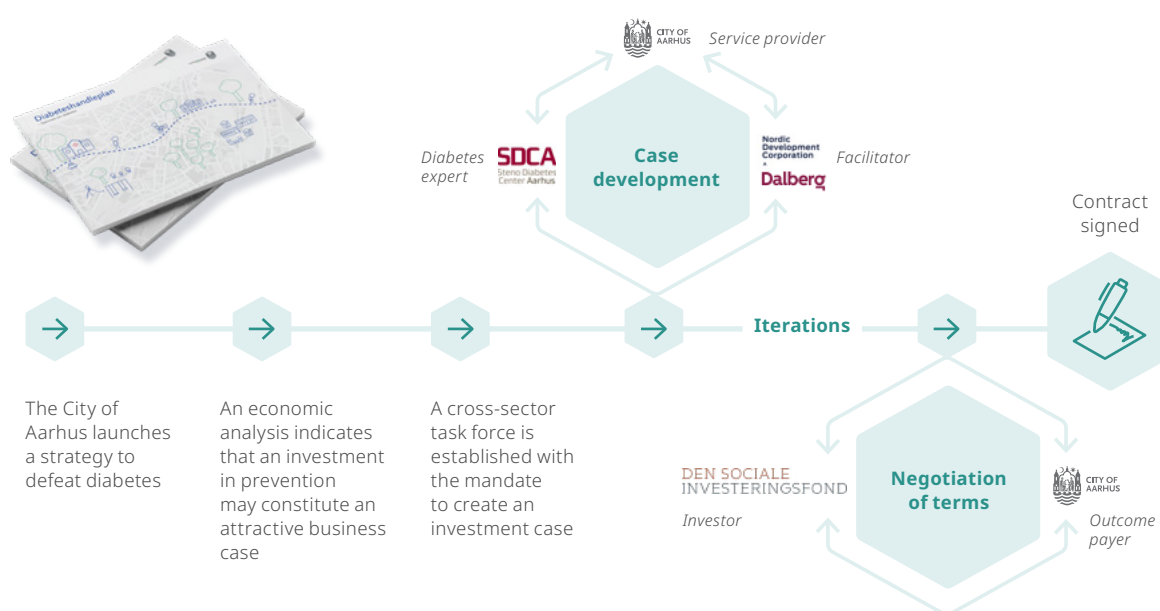 Diabeteshandleplan
CITY OF
AARHUS
Service provider
Diabetes
expert
SDCA
Steno Diabetes
Center Aarhus
Case
development
Nordic
Development
Corporation
Dalberg
Facilitator
Contract
signed
Iterations
The City of
Aarhus launches
a strategy to
defeat diabetes
An economic
analysis indicates
that an investment
in prevention
may constitute an
attractive business
case
A cross-sector
task force is
established with
the mandate
to create an
investment case
DEN SOCIALE
INVESTERINGSFOND
Investor
Negotiation
of terms
CITY OF
AARHUS
Outcome
payer